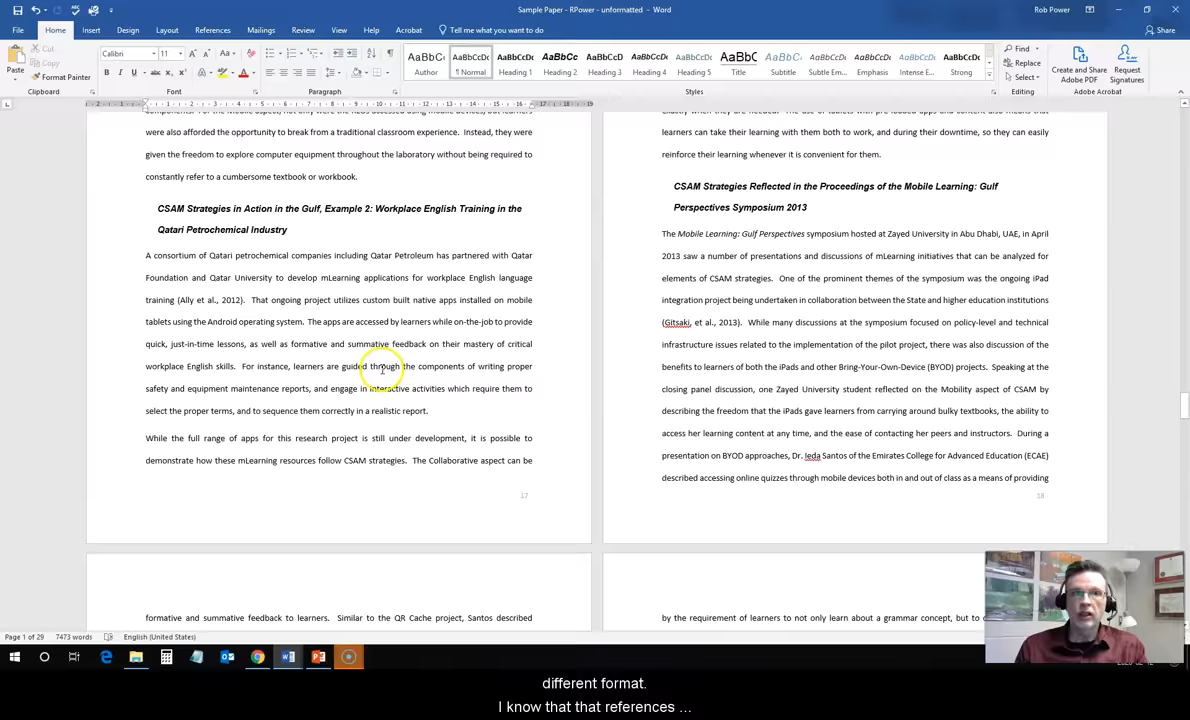 Sample Paper - RPower - unformatted - Word
Rob Power
File
Home
Insert
Design
Layout
References
Mailings
Review
View
Help
Acrobat
Tell me what you want to do
Share
Paste
Cut
Copy
Format Painter
Clipboard
Calibri
11
Font
Paragraph
AaBbC
Author
AaBbCcDc
¶ Normal
AaBbCc
Heading 1
AaBbCc
Heading 2
AaBbCcD
Heading 3
AaBbCcD
Heading 4
AaBbCcDc
Heading 5
AaBbC
Title
AaBbCc
Subtitle
AaBbCcDc
Subtle Em...
AaBbCcDc
Emphasis
AaBbCcDc
Intense E...
AaBbCcDc
Strong
Styles
Find
Replace
Select
Editing
Create and Share
Adobe PDF
Request
Signatures
Adobe Acrobat
were also afforded the opportunity to break from a traditional classroom experience. Instead, they were
given the freedom to explore computer equipment throughout the laboratory without being required to
constantly refer to a cumbersome textbook or workbook.
CSAM Strategies in Action in the Gulf, Example 2: Workplace English Training in the
Qatari Petrochemical Industry
A consortium of Qatari petrochemical companies including Qatar Petroleum has partnered with Qatar
Foundation and Qatar University to develop mLearning applications for workplace English language
training (Ally et al., 2012). That ongoing project utilizes custom built native apps installed on mobile
tablets using the Android operating system. The apps are accessed by learners while on-the-job to provide
quick, just-in-time lessons, as well as formative and summative feedback on their mastery of critical
workplace English skills. For instance, learners are guided through the components of writing proper
safety and equipment maintenance reports, and engage in interactive activities which require them to
select the proper terms, and to sequence them correctly in a realistic report.
While the full range of apps for this research project is still under development, it is possible to
demonstrate how these mLearning resources follow CSAM strategies. The Collaborative aspect can be
17
learners can take their learning with them both to work, and during their downtime, so they can easily
reinforce their learning whenever it is convenient for them.
CSAM Strategies Reflected in the Proceedings of the Mobile Learning: Gulf
Perspectives Symposium 2013
The Mobile Learning: Gulf Perspectives symposium hosted at Zayed University in Abu Dhabi, UAE, in April
2013 saw a number of presentations and discussions of mLearning initiatives that can be analyzed for
elements of CSAM strategies. One of the prominent themes of the symposium was the ongoing iPad
integration project being undertaken in collaboration between the State and higher education institutions
(Gitsaki, et al., 2013). While many discussions at the symposium focused on policy-level and technical
infrastructure issues related to the implementation of the pilot project, there was also discussion of the
benefits to learners of both the iPads and other Bring-Your-Own-Device (BYOD) projects. Speaking at the
closing panel discussion, one Zayed University student reflected on the Mobility aspect of CSAM by
describing the freedom that the iPads gave learners from carrying around bulky textbooks, the ability to
access her learning content at any time, and the ease of contacting her peers and instructors. During a
presentation on BYOD approaches, Dr. Ieda Santos of the Emirates College for Advanced Education (ECAE)
described accessing online quizzes through mobile devices both in and out of class as a means of providing
18
formative and summative feedback to learners. Similar to the QR Cache project, Santos described
by the requirement of learners to not only learn about a grammar concept, but to
Page 1 of 29
7473 words
English (United States)
different format.
I know that that references ...